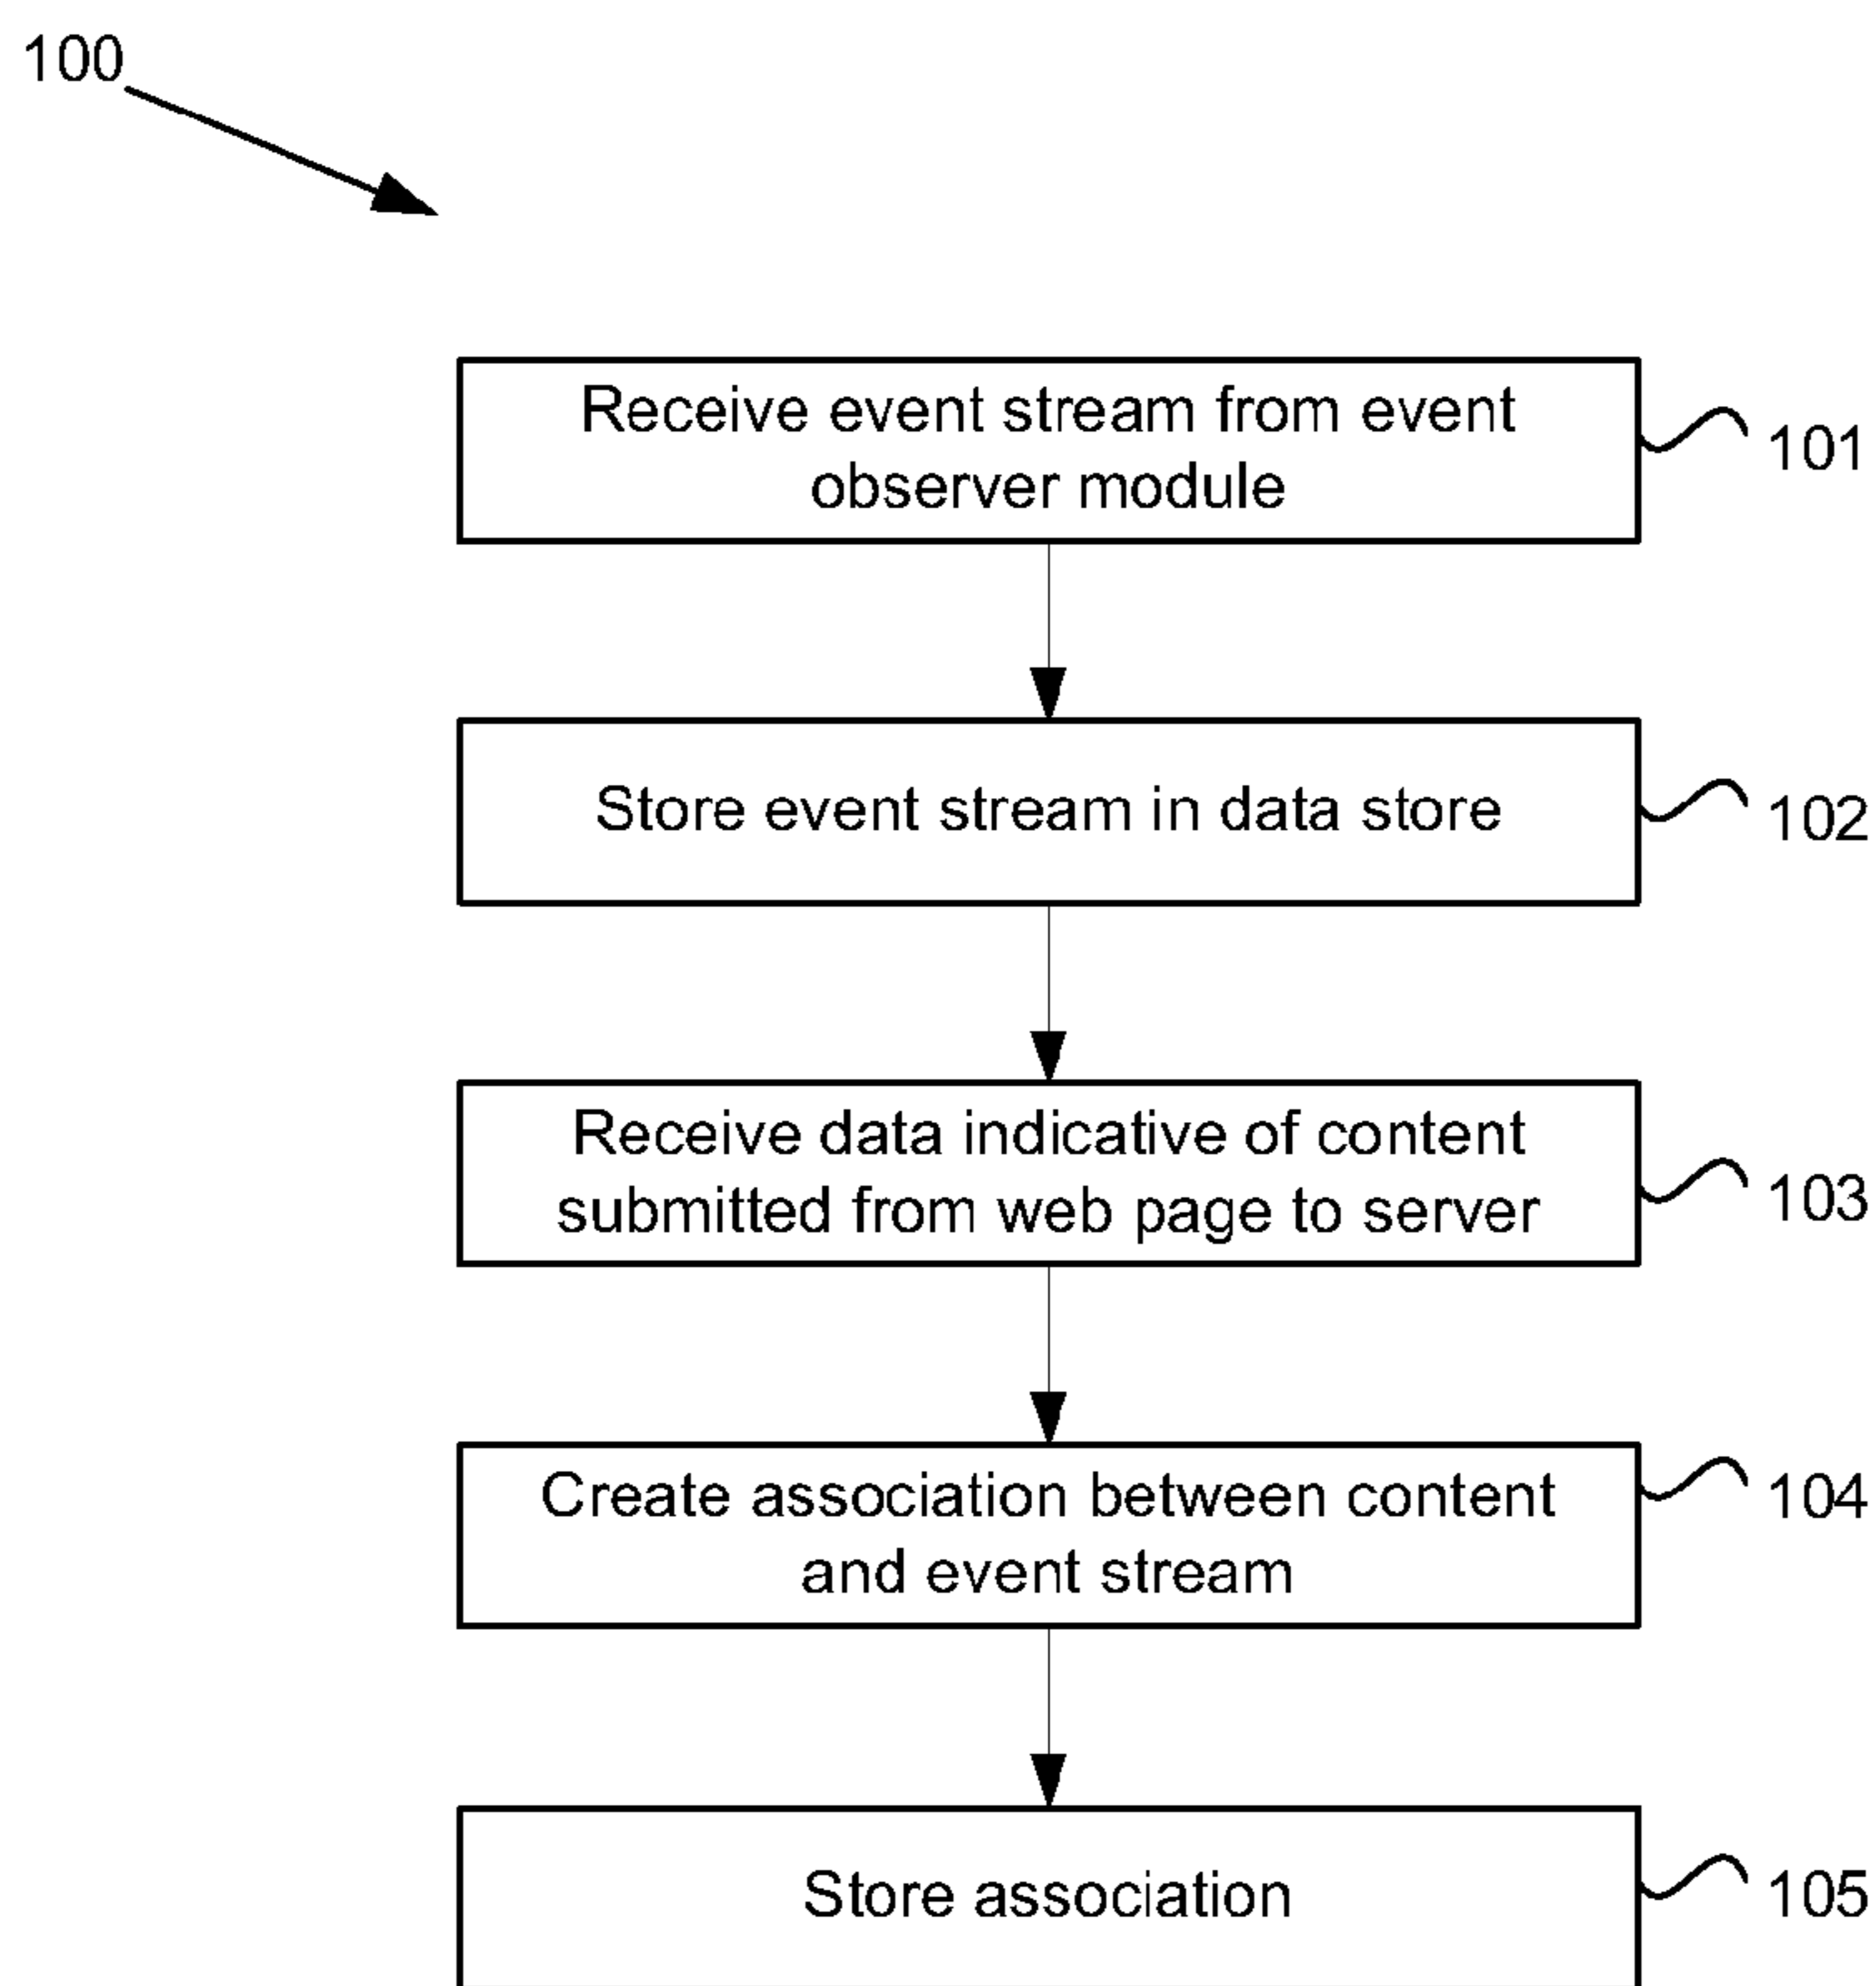 100
Receive event stream from event
observer module
101
Store event stream in data store
102
Receive data indicative of content
submitted from web page to server
103
Create association between content
and event stream
104
Store association
105